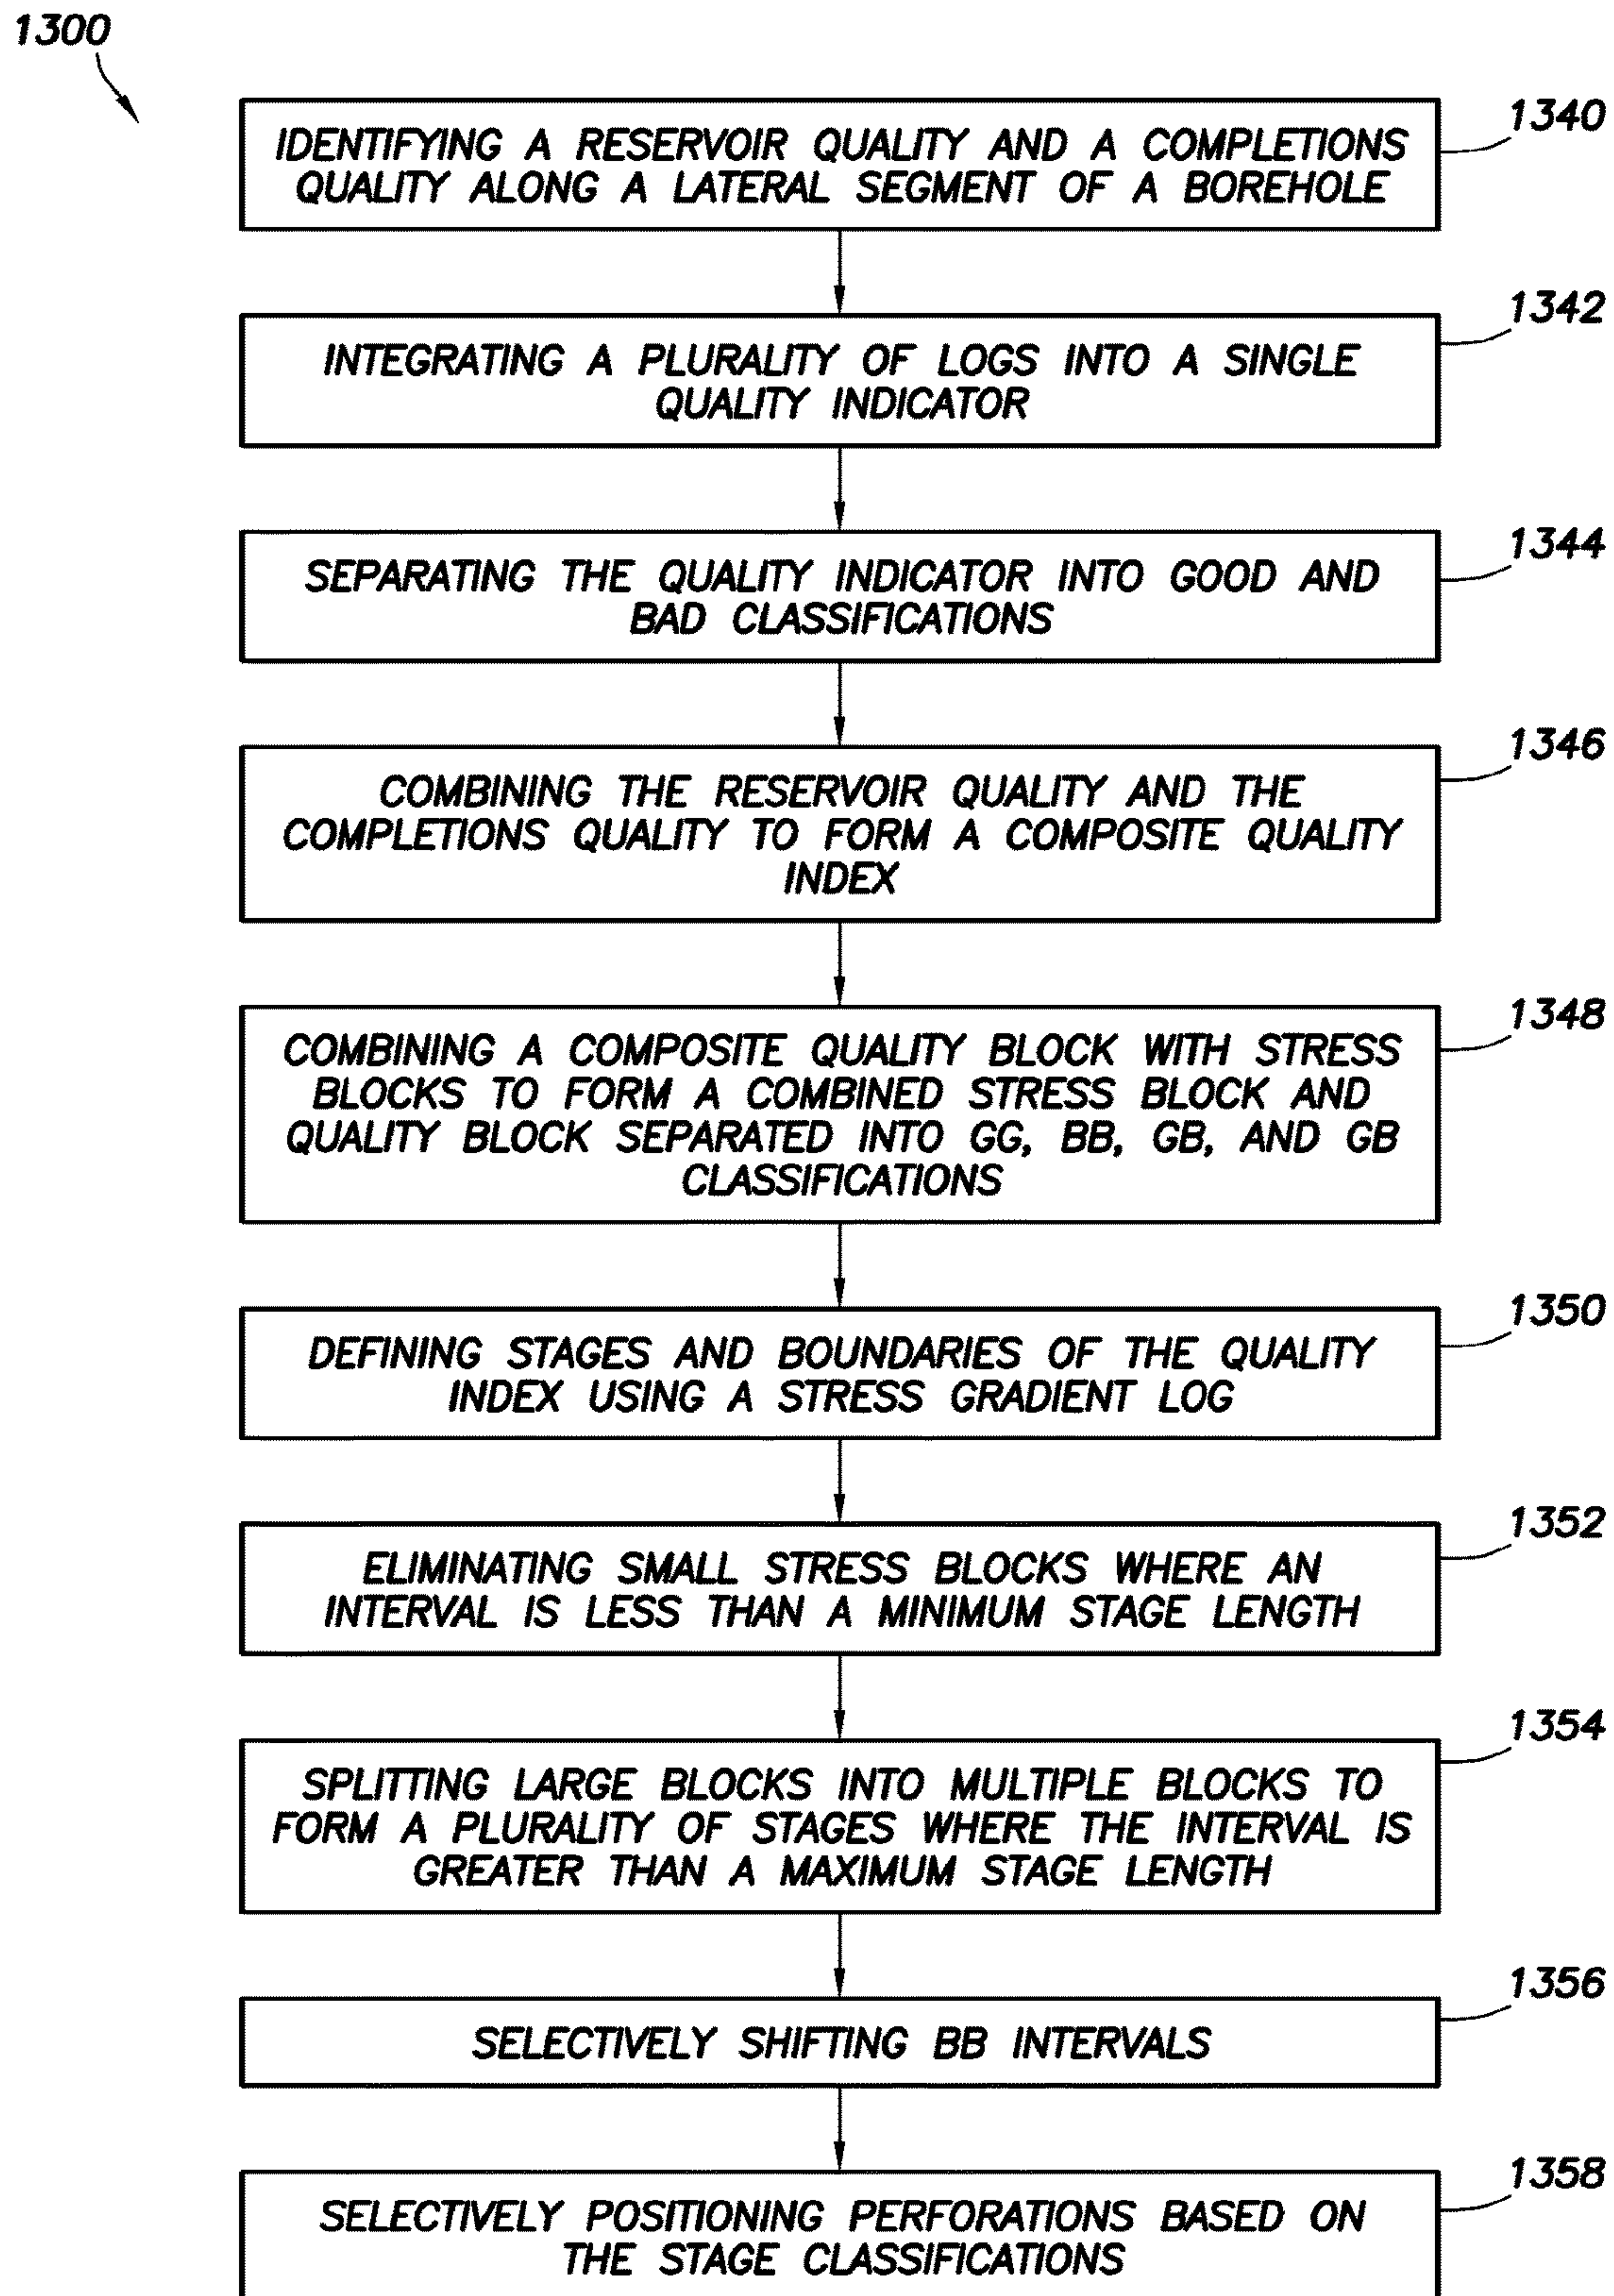 1300
1340
IDENTIFYING A RESERVOIR QUALITY AND A COMPLETIONS
QUALITY ALONG A LATERAL SEGMENT OF A BOREHOLE
1342
INTEGRATING A PLURALITY OF LOGS INTO A SINGLE
QUALITY INDICATOR
1344
SEPARATING THE QUALITY INDICATOR INTO GOOD AND
BAD CLASSIFICATIONS
1346
COMBINING THE RESERVOIR QUALITY AND THE
COMPLETIONS QUALITY TO FORM A COMPOSITE QUALITY
INDEX
1348
COMBINING A COMPOSITE QUALITY BLOCK WITH STRESS
BLOCKS TO FORM A COMBINED STRESS BLOCK AND
QUALITY BLOCK SEPARATED INTO GG, BB, GB, AND GB
CLASSIFICATIONS
1350
DEFINING STAGES AND BOUNDARIES OF THE QUALITY
INDEX USING A STRESS GRADIENT LOG
1352
ELIMINATING SMALL STRESS BLOCKS WHERE AN
INTERVAL IS LESS THAN A MINIMUM STAGE LENGTH
1354
SPLITTING LARGE BLOCKS INTO MULTIPLE BLOCKS TO
FORM A PLURALITY OF STAGES WHERE THE INTERVAL IS
GREATER THAN A MAXIMUM STAGE LENGTH
1356
SELECTIVELY SHIFTING BB INTERVALS
1358
SELECTIVELY POSITIONING PERFORATIONS BASED ON
THE STAGE CLASSIFICATIONS